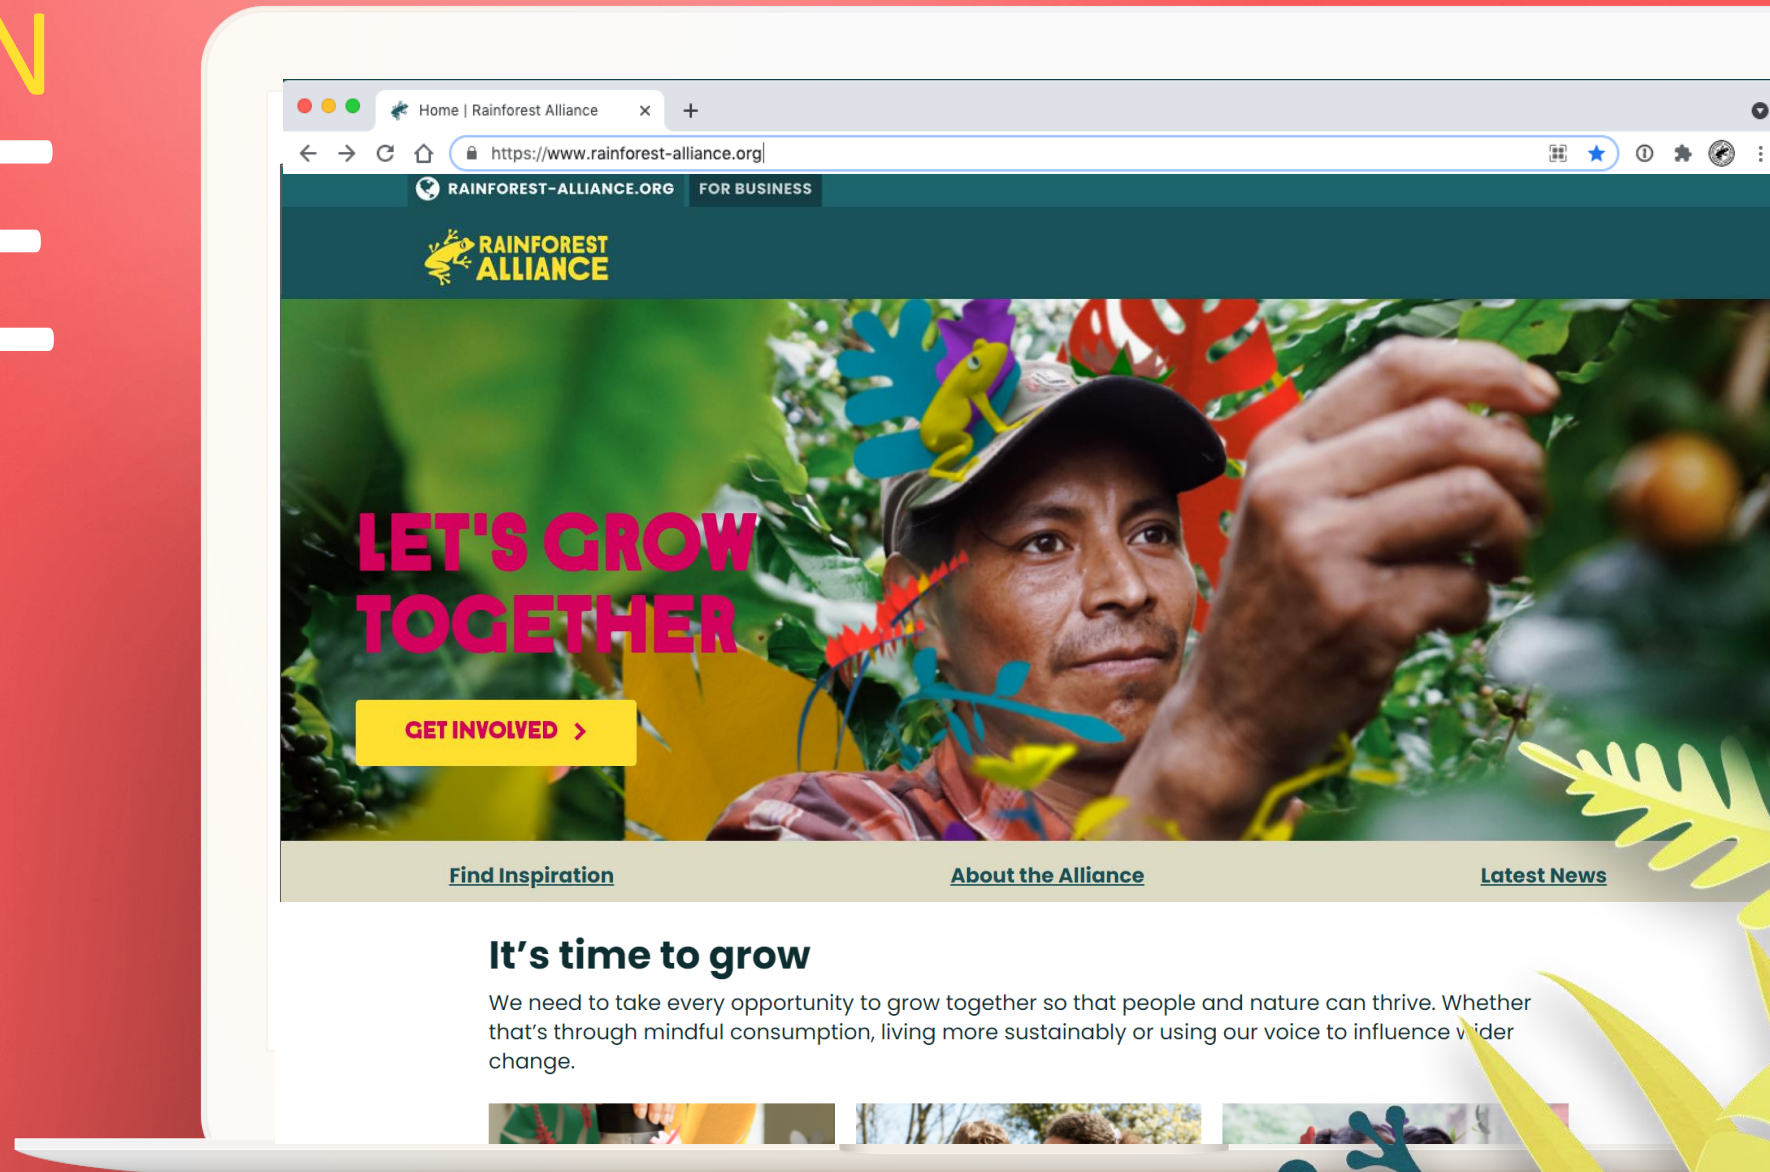 N
Home | Rainforest Alliance
https://www.rainforest-alliance.org
RAINFOREST-ALLIANCE.ORG FOR BUSINESS
RAINFOREST
ALLIANCE
LET'S GROW
TOGETHER
GET INVOLVED >
Find Inspiration
About the Alliance
Latest News
It’s time to grow
We need to take every opportunity to grow together so that people and nature can thrive. Whether
that’s through mindful consumption, living more sustainably or using our voice to influence wider
change.